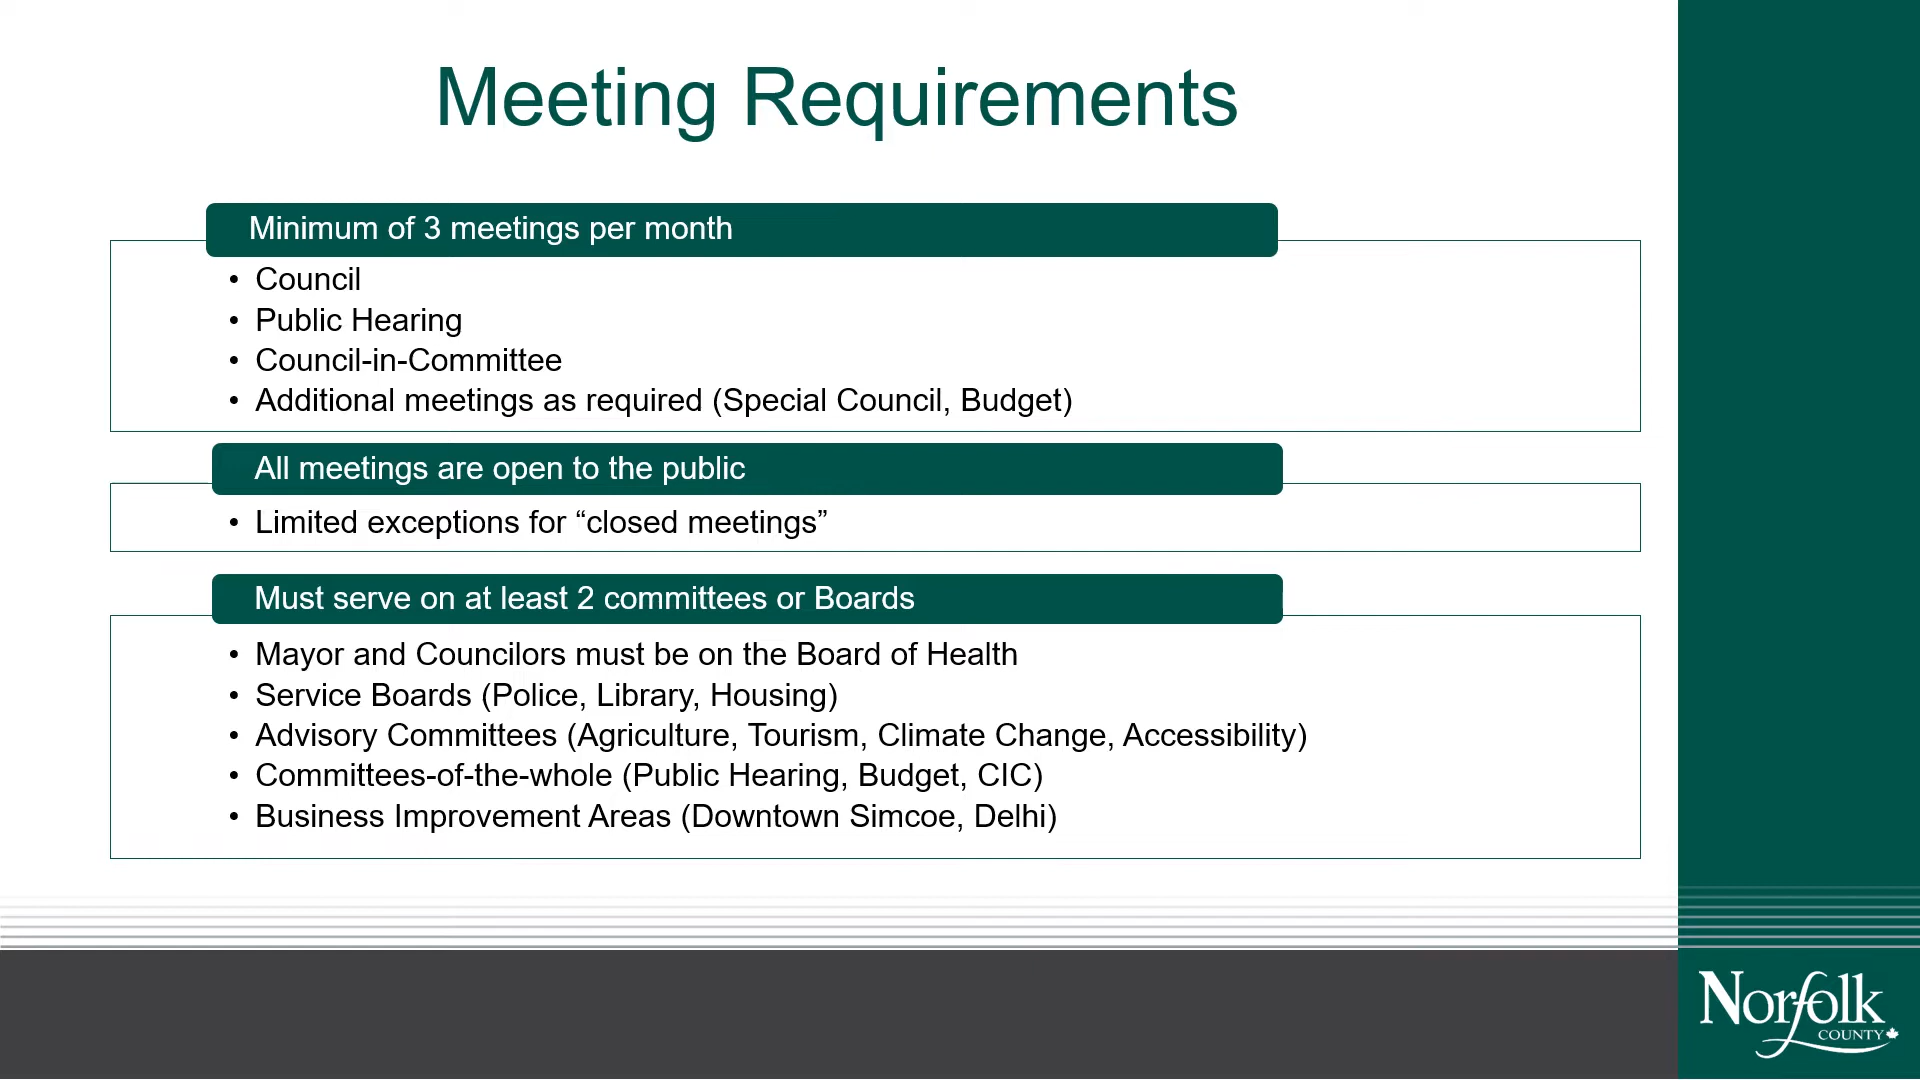 Meeting Requirements
Minimum of 3 meetings per month
• Council
• Public Hearing
• Council-in-Committee
• Additional meetings as required (Special Council, Budget)
All meetings are open to the public
• Limited exceptions for “closed meetings”
Must serve on at least 2 committees or Boards
• Mayor and Councilors must be on the Board of Health
• Service Boards (Police, Library, Housing)
• Advisory Committees (Agriculture, Tourism, Climate Change, Accessibility)
• Committees-of-the-whole (Public Hearing, Budget, CIC)
• Business Improvement Areas (Downtown Simcoe, Delhi)
Norfolk
COUNTY